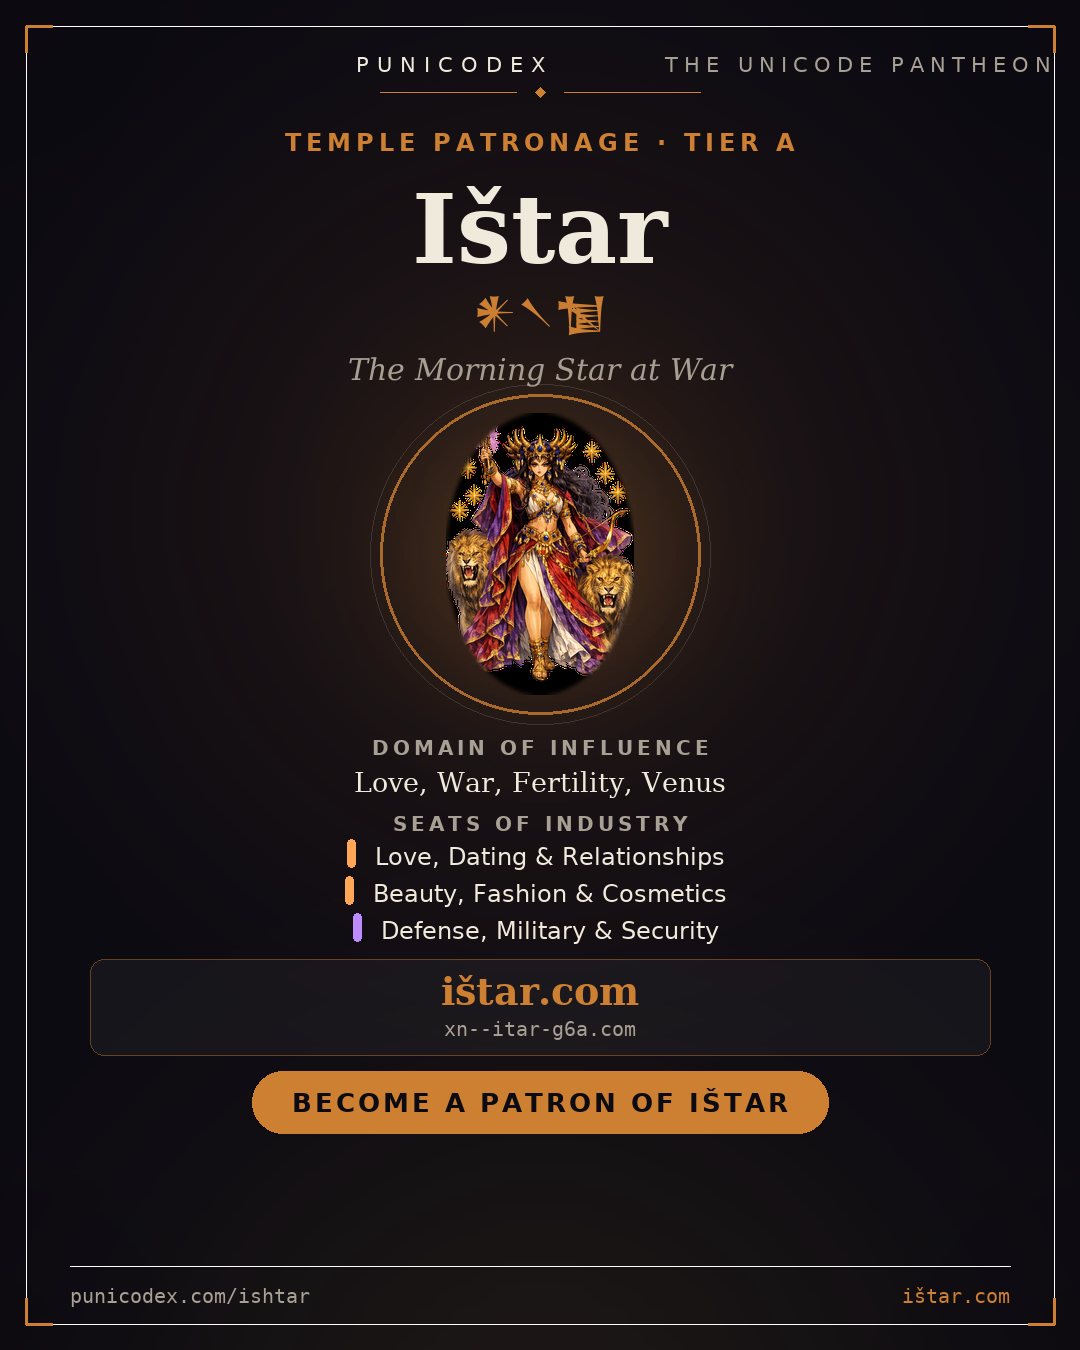 PUNICODEX THE UNICODE PANTHEON
TEMPLE PATRONAGE · TIER A
Ištar
The Morning Star at War
DOMAIN OF INFLUENCE
Love, War, Fertility, Venus
SEATS OF INDUSTRY
Love, Dating & Relationships
Beauty, Fashion & Cosmetics
Defense, Military & Security
ištar.com
xn--itar-g6a.com
BECOME A PATRON OF IŠTAR
punicodex.com/ishtar ištar.com